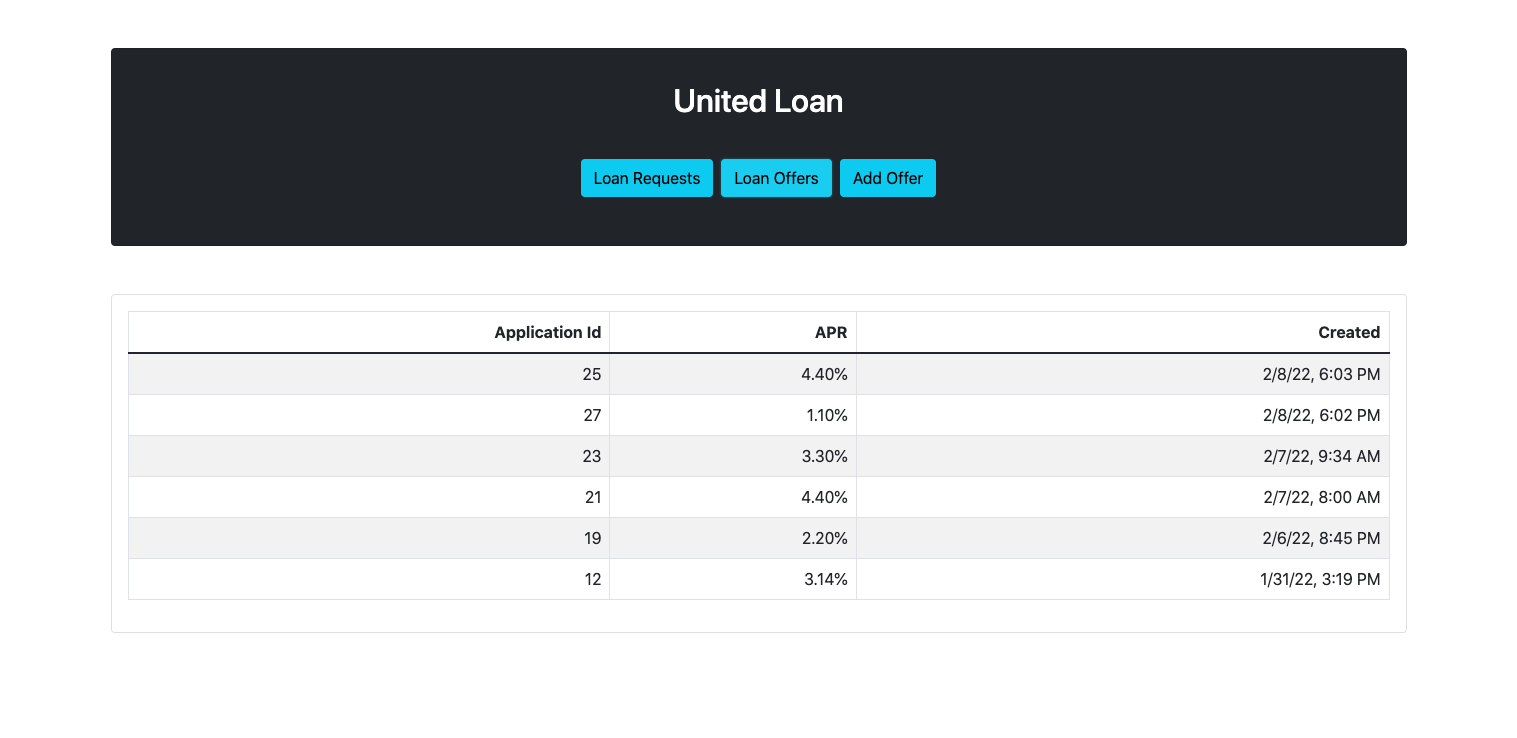 United Loan
Loan Requests Loan Offers Add Offer
Application Id APR Created
25 4.40% 2/8/22, 6:03 PM
27 1.10% 2/8/22, 6:02 PM
23 3.30% 2/7/22, 9:34 AM
21 4.40% 2/7/22, 8:00 AM
19 2.20% 2/6/22, 8:45 PM
12 3.14% 1/31/22, 3:19 PM